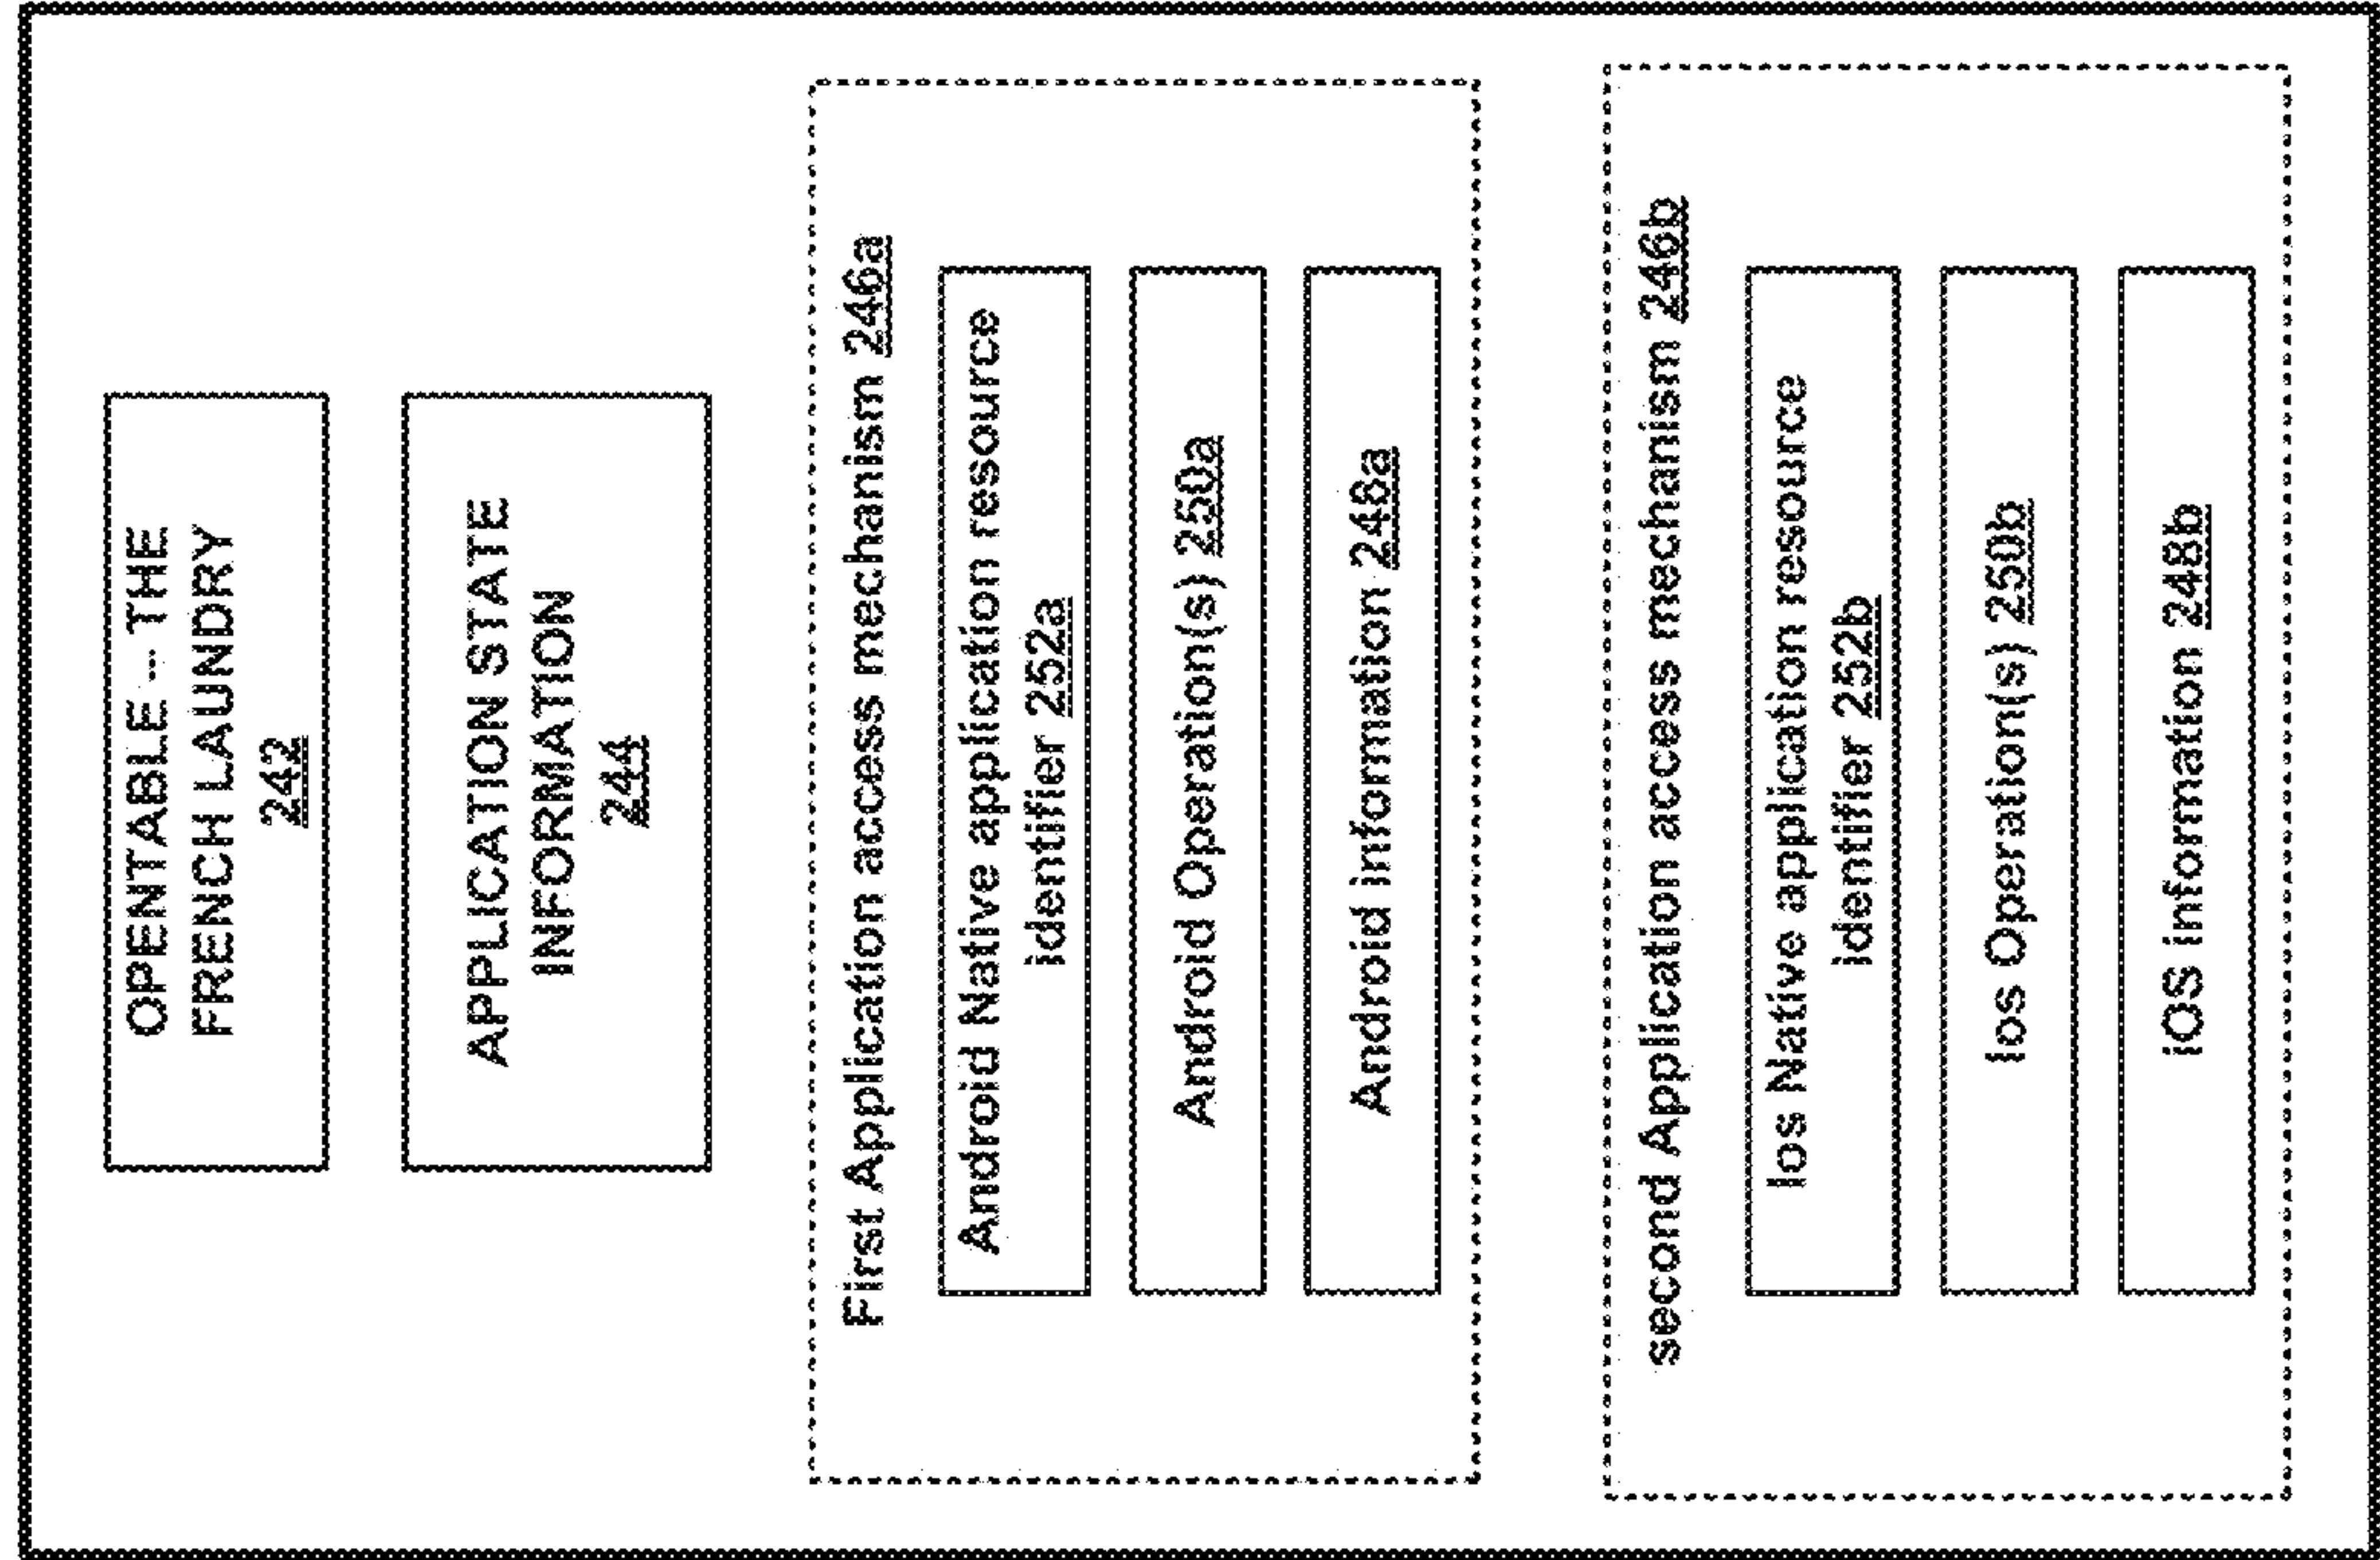 OPENTABLE -- THE
FRENCH LAUNDRY
242
APPLICATION STATE
INFORMATION
244
First Application access mechanism 246a
Android Native application resource
identifier 252a
Android Operation(s) 250a
Android information 248a
second Application access mechanism 246b
Ios Native application resource
identifier 252b
Ios Operation(s) 250b
iOS information 248b